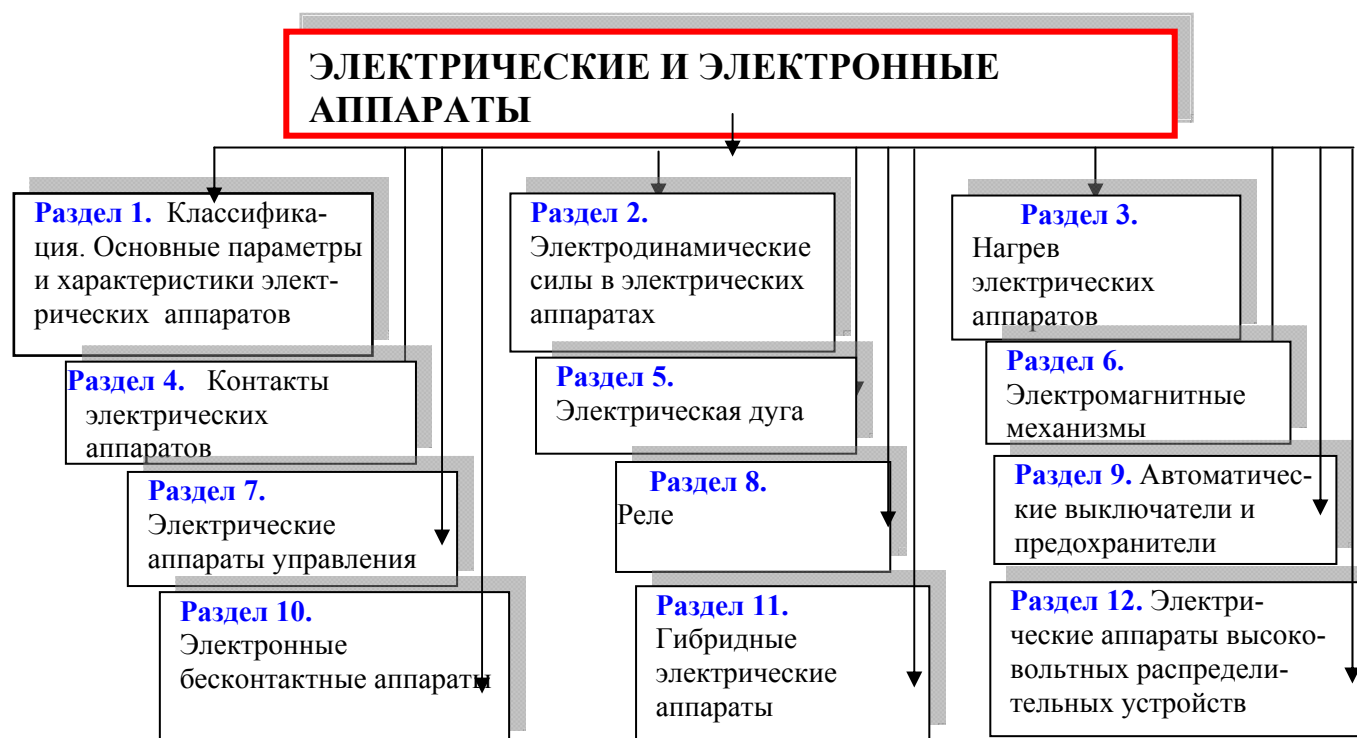 ЭЛЕКТРИЧЕСКИЕ И ЭЛЕКТРОННЫЕ
АППАРАТЫ
Раздел 1. Классифика-
ция. Основные параметры
и характеристики элект-
рических аппаратов
Раздел 2.
Электродинамические
силы в электрических
аппаратах
Раздел 3.
Нагрев
электрических
аппаратов
Раздел 4. Контакты
электрических
аппаратов
Раздел 5.
Электрическая дуга
Раздел 6.
Электромагнитные
механизмы
Раздел 7.
Электрические
аппараты управления
Раздел 8.
Реле
Раздел 9. Автоматичес-
кие выключатели и
предохранители
Раздел 10.
Электронные
бесконтактные аппараты
Раздел 11.
Гибридные
электрические
аппараты
Раздел 12. Электри-
ческие аппараты высоко-
вольтных распредели-
тельных устройств